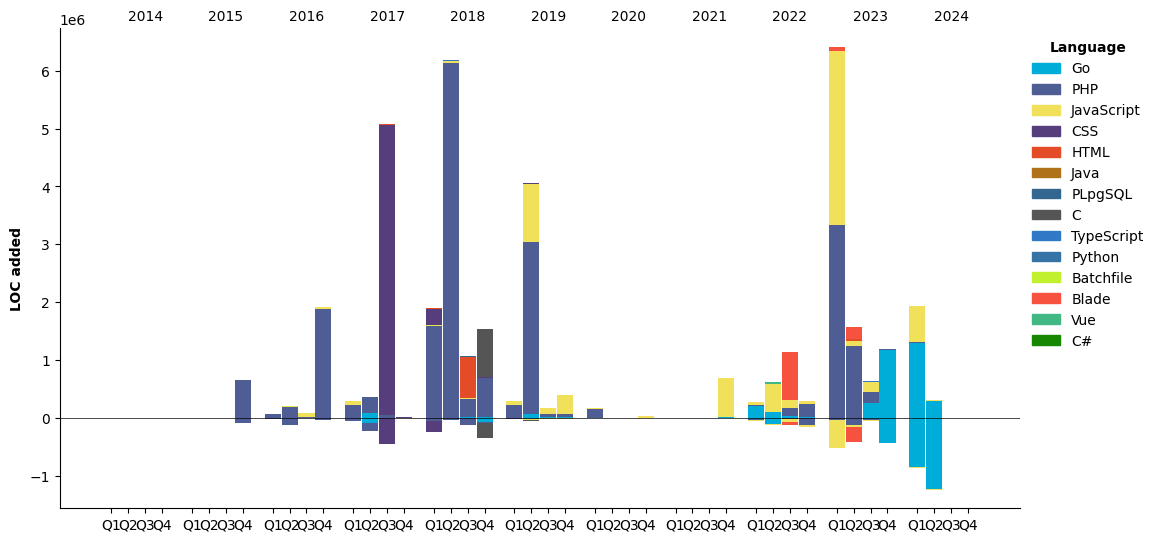 1e6
2014 2015 2016 2017 2018 2019 2020 2021 2022 2023 2024
LOC added
6
5
4
3
2
1
0
−1
Q1Q2Q3Q4 Q1Q2Q3Q4 Q1Q2Q3Q4 Q1Q2Q3Q4 Q1Q2Q3Q4 Q1Q2Q3Q4 Q1Q2Q3Q4 Q1Q2Q3Q4 Q1Q2Q3Q4 Q1Q2Q3Q4 Q1Q2Q3Q4
Language
Go
PHP
JavaScript
CSS
HTML
Java
PLpgSQL
C
TypeScript
Python
Batchfile
Blade
Vue
C#